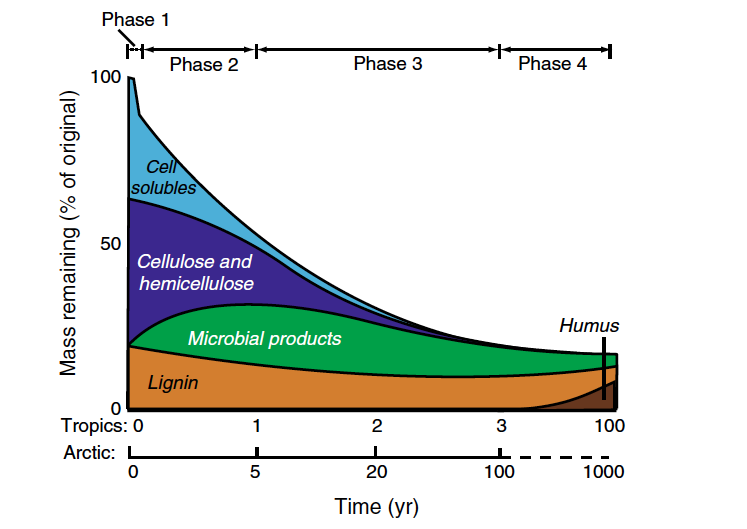 Phase 1
Phase 2
Phase 3
Phase 4
Mass remaining (% of original)
100
50
0
Cell
solubles
Cellulose and
hemicellulose
Microbial products
Lignin
Humus
Tropics: 0 1 2 3 100
Arctic:
0 5 20 100 1000
Time (yr)